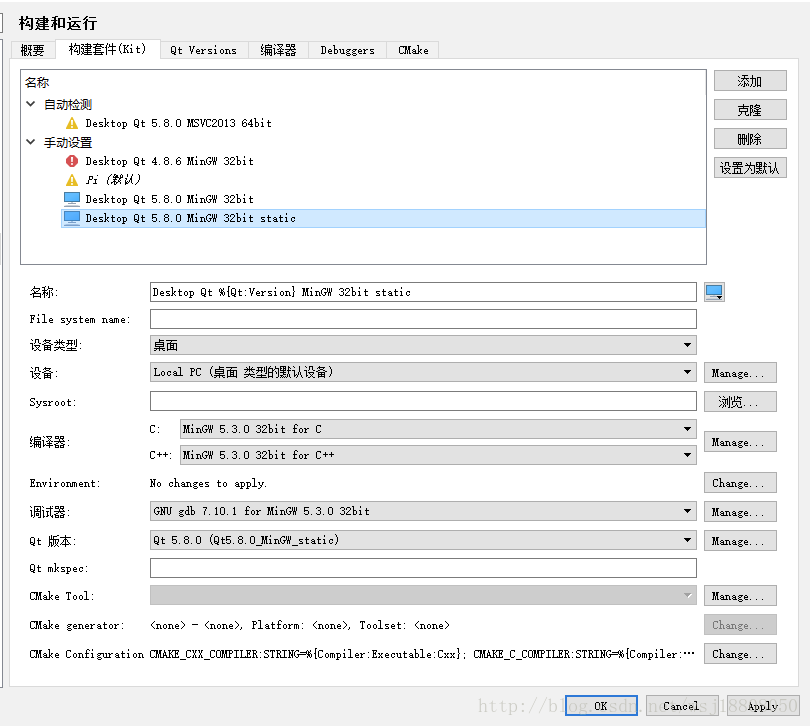 构建和运行
概要 构建套件(Kit) Qt Versions 编译器 Debuggers CMake
名称
自动检测
Desktop Qt 5.8.0 MSVC2013 64bit
手动设置
Desktop Qt 4.8.6 MinGW 32bit
Pi (默认)
Desktop Qt 5.8.0 MinGW 32bit
Desktop Qt 5.8.0 MinGW 32bit static
添加
克隆
删除
设置为默认
名称: Desktop Qt %{Qt:Version} MinGW 32bit static
File system name:
设备类型: 桌面
设备: Local PC (桌面 类型的默认设备) Manage...
Sysroot: 浏览...
编译器: C: MinGW 5.3.0 32bit for C Manage...
C++: MinGW 5.3.0 32bit for C++
Environment: No changes to apply. Change...
调试器: GNU gdb 7.10.1 for MinGW 5.3.0 32bit Manage...
Qt 版本: Qt 5.8.0 (Qt5.8.0_MinGW_static) Manage...
Qt mkspec:
CMake Tool: Manage...
CMake generator: <none> - <none>, Platform: <none>, Toolset: <none> Change...
CMake Configuration CMAKE_CXX_COMPILER:STRING=%{Compiler:Executable:Cxx}; CMAKE_C_COMPILER:STRING=%{Compiler:··· Change...
OK Cancel Apply